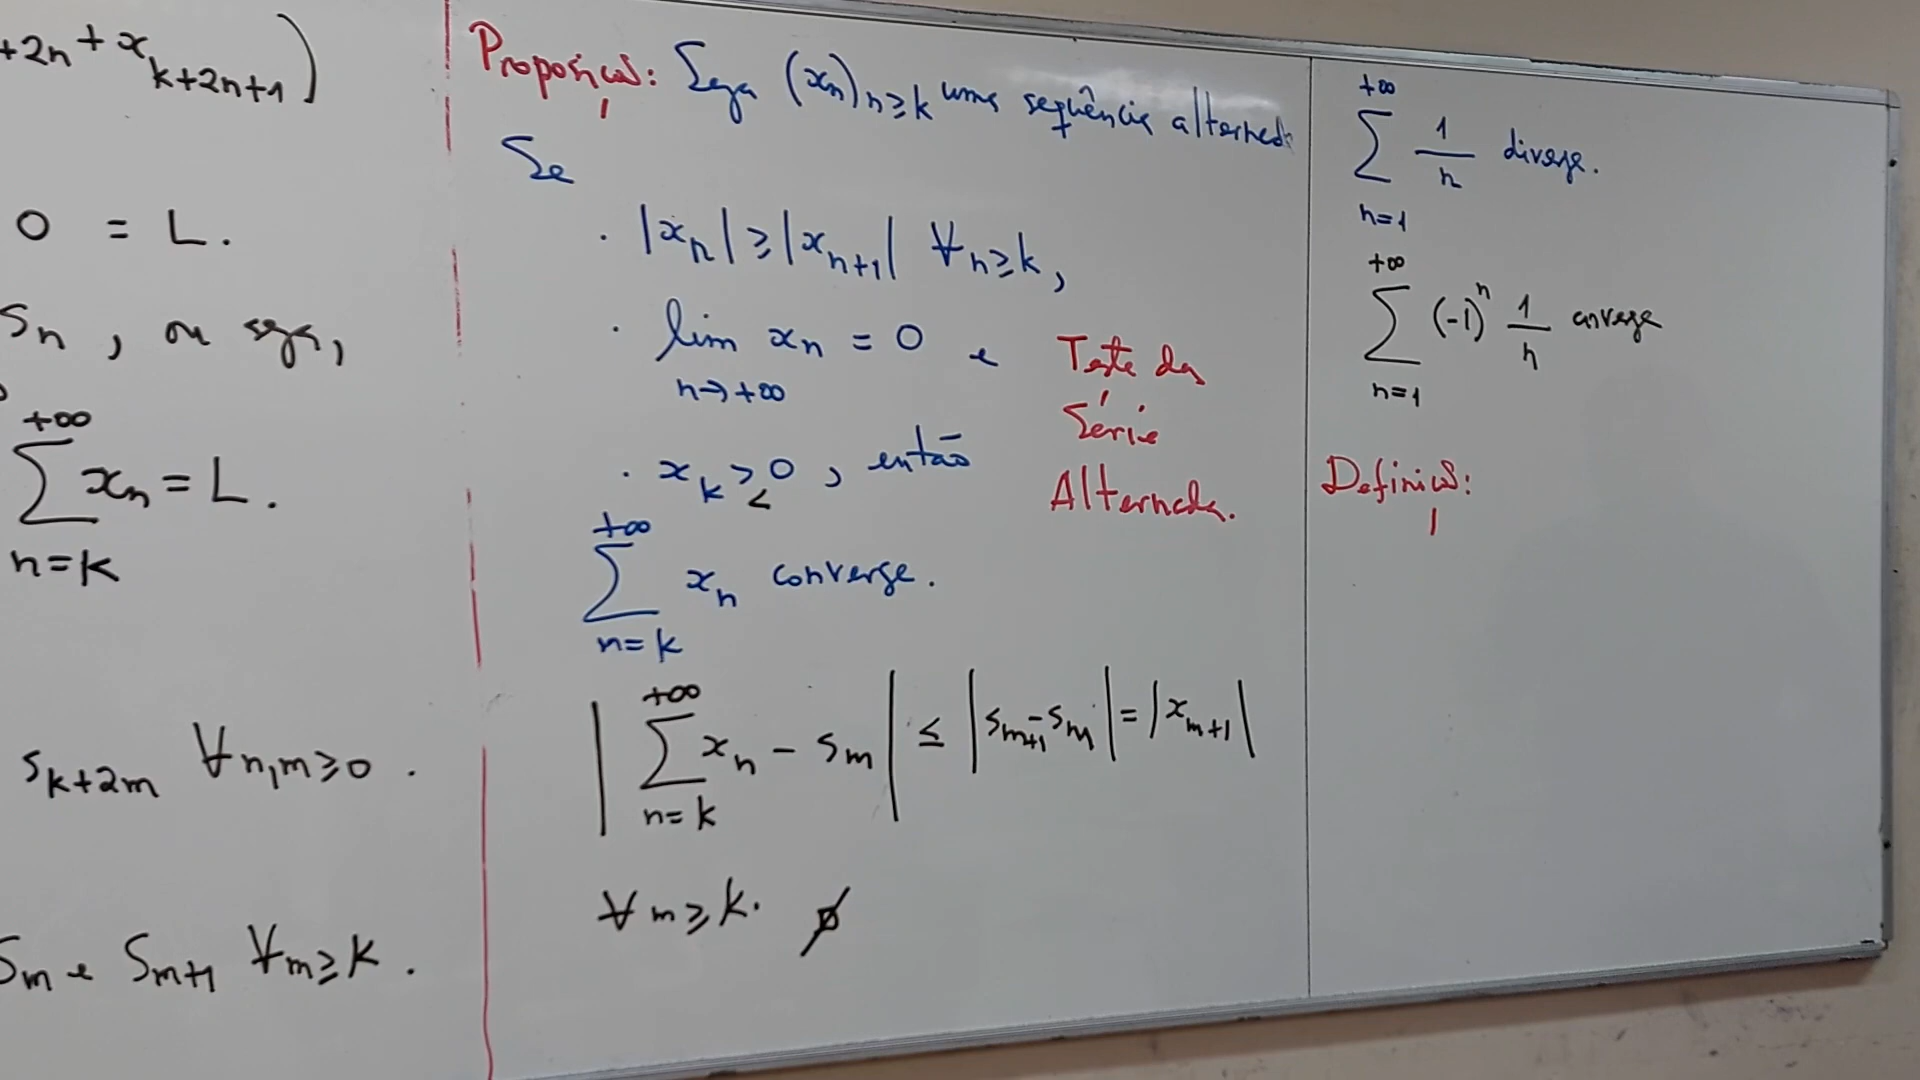 +2n + x_{k+2n+1})
0 = L.
S_n, ou seja,
+∞
∑ x_n = L.
n=k
S_{k+2m} ∀n,m≥0.
S_m e S_{m+1} ∀m≥k.
Proposição: Seja (x_n)_{n≥k} uma sequência alternada
Se
· |x_n| ≥ |x_{n+1}| ∀n≥k,
· lim x_n = 0 e
n→+∞
· x_k ≷ 0, então
+∞
∑ x_n converge.
n=k
Teste da
Série
Alternada.
+∞
| ∑ x_n - s_m | ≤ |s_{m+1} - s_m| = |x_{m+1}|
n=k
∀m≥k.
+∞
∑ 1/n diverge.
n=1
+∞
∑ (-1)^n 1/n converge
n=1
Definição: